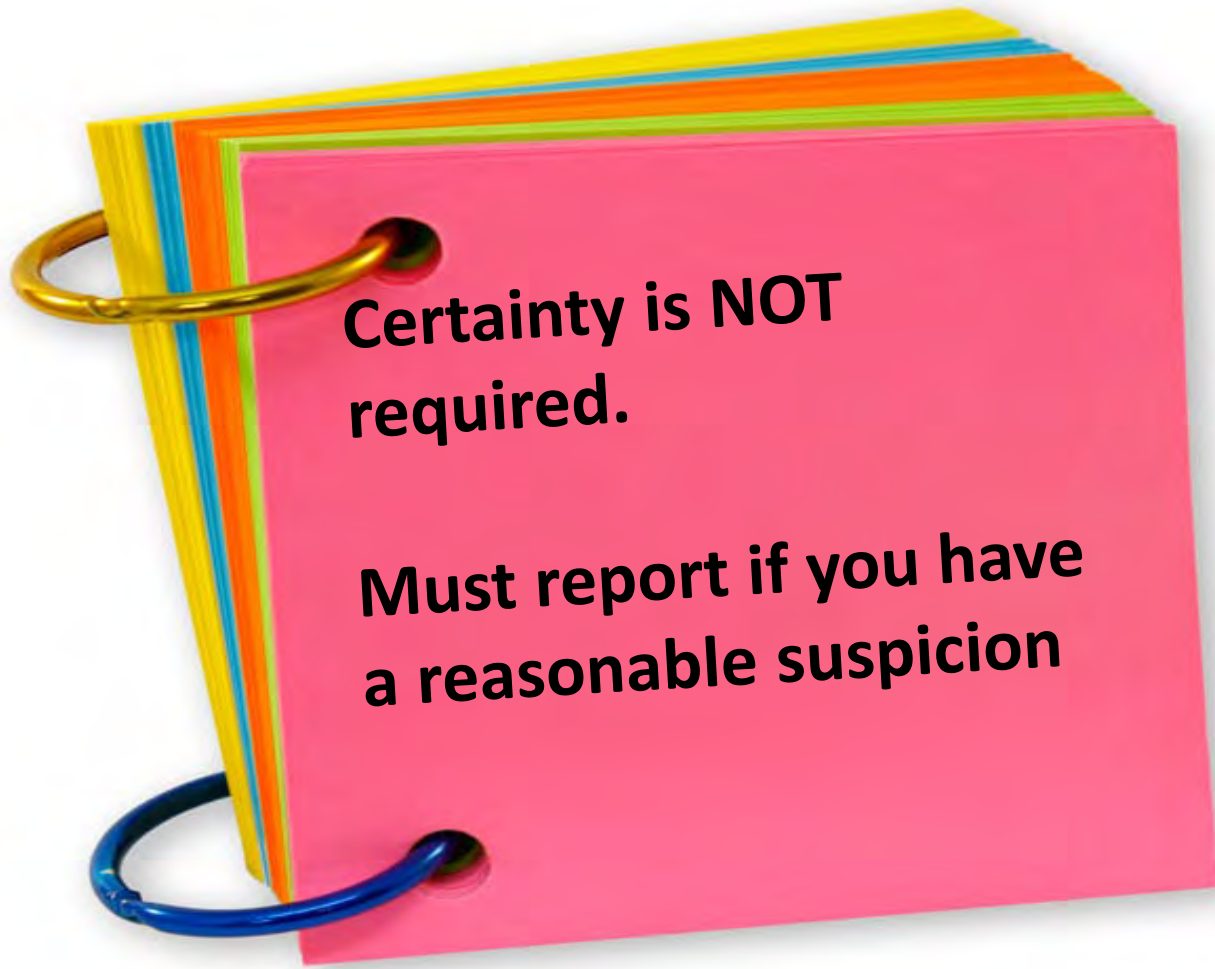 Certainty is NOT
required.
Must report if you have
a reasonable suspicion